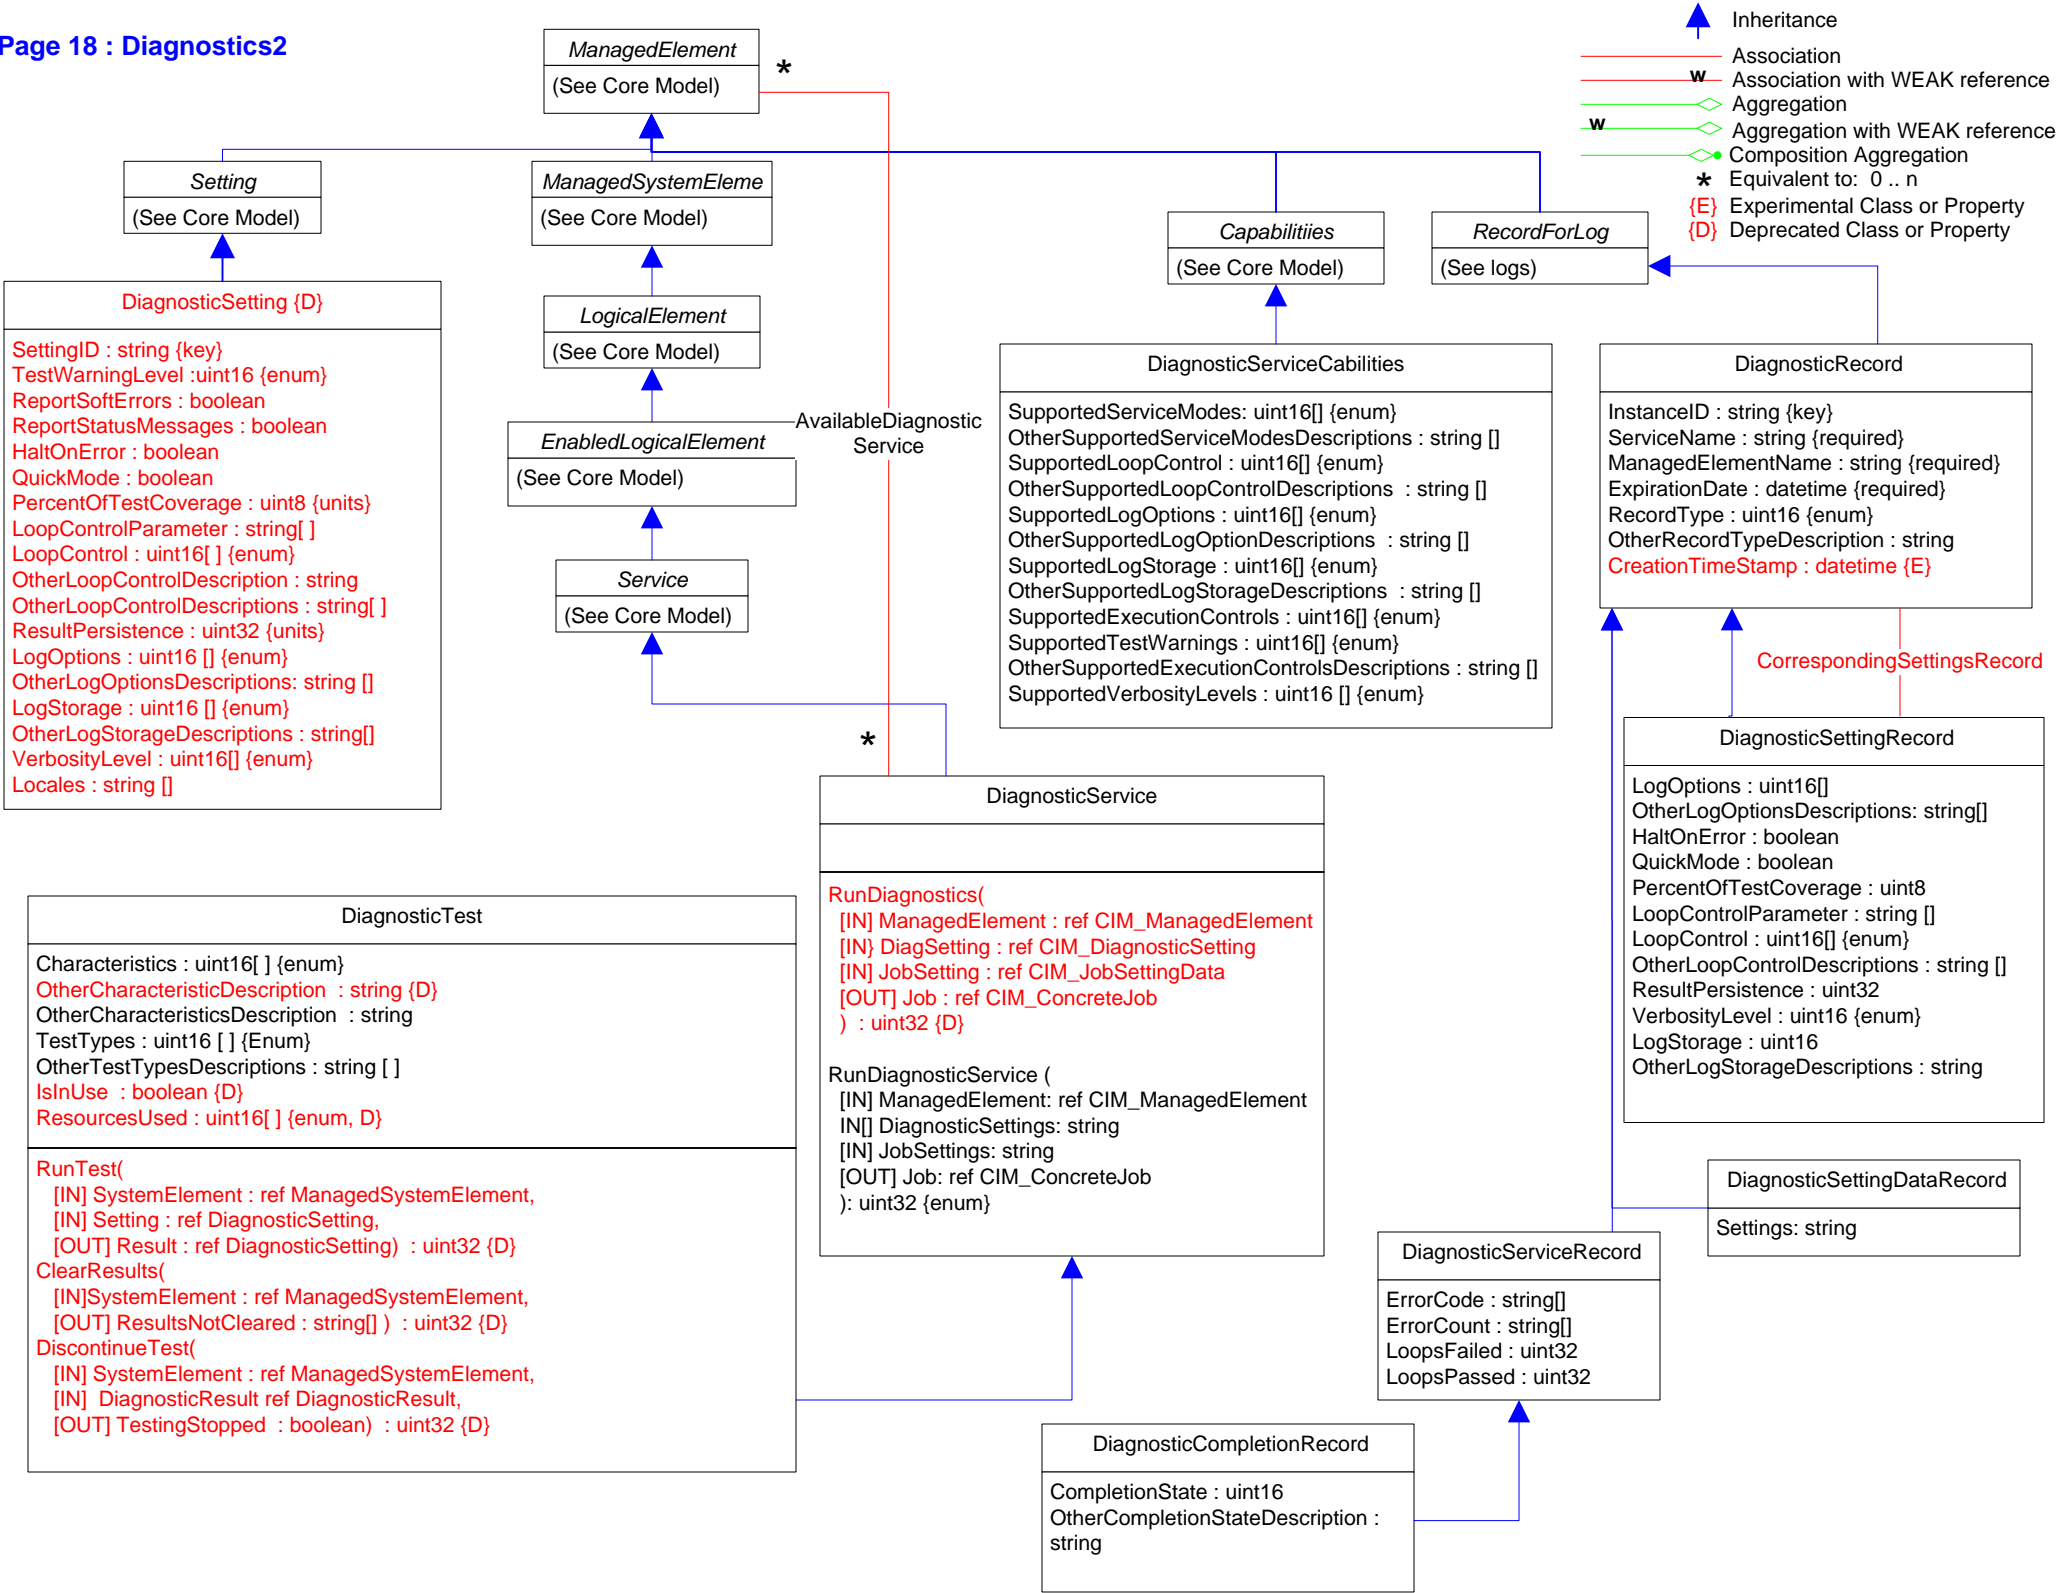 Page 18 : Diagnostics2
Inheritance
Association
w
Association with WEAK reference
Aggregation
w
Aggregation with WEAK reference
Composition Aggregation
* Equivalent to: 0 .. n
{E} Experimental Class or Property
{D} Deprecated Class or Property
ManagedElement
(See Core Model)
*
Setting
(See Core Model)
ManagedSystemEleme
(See Core Model)
Capabilitiies
(See Core Model)
RecordForLog
(See logs)
DiagnosticSetting {D}
SettingID : string {key}
TestWarningLevel :uint16 {enum}
ReportSoftErrors : boolean
ReportStatusMessages : boolean
HaltOnError : boolean
QuickMode : boolean
PercentOfTestCoverage : uint8 {units}
LoopControlParameter : string[ ]
LoopControl : uint16[ ] {enum}
OtherLoopControlDescription : string
OtherLoopControlDescriptions : string[ ]
ResultPersistence : uint32 {units}
LogOptions : uint16 [] {enum}
OtherLogOptionsDescriptions: string []
LogStorage : uint16 [] {enum}
OtherLogStorageDescriptions : string[]
VerbosityLevel : uint16[] {enum}
Locales : string []
LogicalElement
(See Core Model)
EnabledLogicalElement
(See Core Model)
AvailableDiagnostic
Service
Service
(See Core Model)
DiagnosticServiceCabilities
SupportedServiceModes: uint16[] {enum}
OtherSupportedServiceModesDescriptions : string []
SupportedLoopControl : uint16[] {enum}
OtherSupportedLoopControlDescriptions : string []
SupportedLogOptions : uint16[] {enum}
OtherSupportedLogOptionDescriptions : string []
SupportedLogStorage : uint16[] {enum}
OtherSupportedLogStorageDescriptions : string []
SupportedExecutionControls : uint16[] {enum}
SupportedTestWarnings : uint16[] {enum}
OtherSupportedExecutionControlsDescriptions : string []
SupportedVerbosityLevels : uint16 [] {enum}
DiagnosticRecord
InstanceID : string {key}
ServiceName : string {required}
ManagedElementName : string {required}
ExpirationDate : datetime {required}
RecordType : uint16 {enum}
OtherRecordTypeDescription : string
CreationTimeStamp : datetime {E}
CorrespondingSettingsRecord
DiagnosticSettingRecord
LogOptions : uint16[]
OtherLogOptionsDescriptions: string[]
HaltOnError : boolean
QuickMode : boolean
PercentOfTestCoverage : uint8
LoopControlParameter : string []
LoopControl : uint16[] {enum}
OtherLoopControlDescriptions : string []
ResultPersistence : uint32
VerbosityLevel : uint16 {enum}
LogStorage : uint16
OtherLogStorageDescriptions : string
*
DiagnosticService
RunDiagnostics(
[IN] ManagedElement : ref CIM_ManagedElement
[IN} DiagSetting : ref CIM_DiagnosticSetting
[IN] JobSetting : ref CIM_JobSettingData
[OUT] Job : ref CIM_ConcreteJob
) : uint32 {D}
RunDiagnosticService (
[IN] ManagedElement: ref CIM_ManagedElement
IN[] DiagnosticSettings: string
[IN] JobSettings: string
[OUT] Job: ref CIM_ConcreteJob
): uint32 {enum}
DiagnosticTest
Characteristics : uint16[ ] {enum}
OtherCharacteristicDescription : string {D}
OtherCharacteristicsDescription : string
TestTypes : uint16 [ ] {Enum}
OtherTestTypesDescriptions : string [ ]
IsInUse : boolean {D}
ResourcesUsed : uint16[ ] {enum, D}
RunTest(
[IN] SystemElement : ref ManagedSystemElement,
[IN] Setting : ref DiagnosticSetting,
[OUT] Result : ref DiagnosticSetting) : uint32 {D}
ClearResults(
[IN]SystemElement : ref ManagedSystemElement,
[OUT] ResultsNotCleared : string[] ) : uint32 {D}
DiscontinueTest(
[IN] SystemElement : ref ManagedSystemElement,
[IN] DiagnosticResult ref DiagnosticResult,
[OUT] TestingStopped : boolean) : uint32 {D}
DiagnosticSettingDataRecord
Settings: string
DiagnosticServiceRecord
ErrorCode : string[]
ErrorCount : string[]
LoopsFailed : uint32
LoopsPassed : uint32
DiagnosticCompletionRecord
CompletionState : uint16
OtherCompletionStateDescription :
string